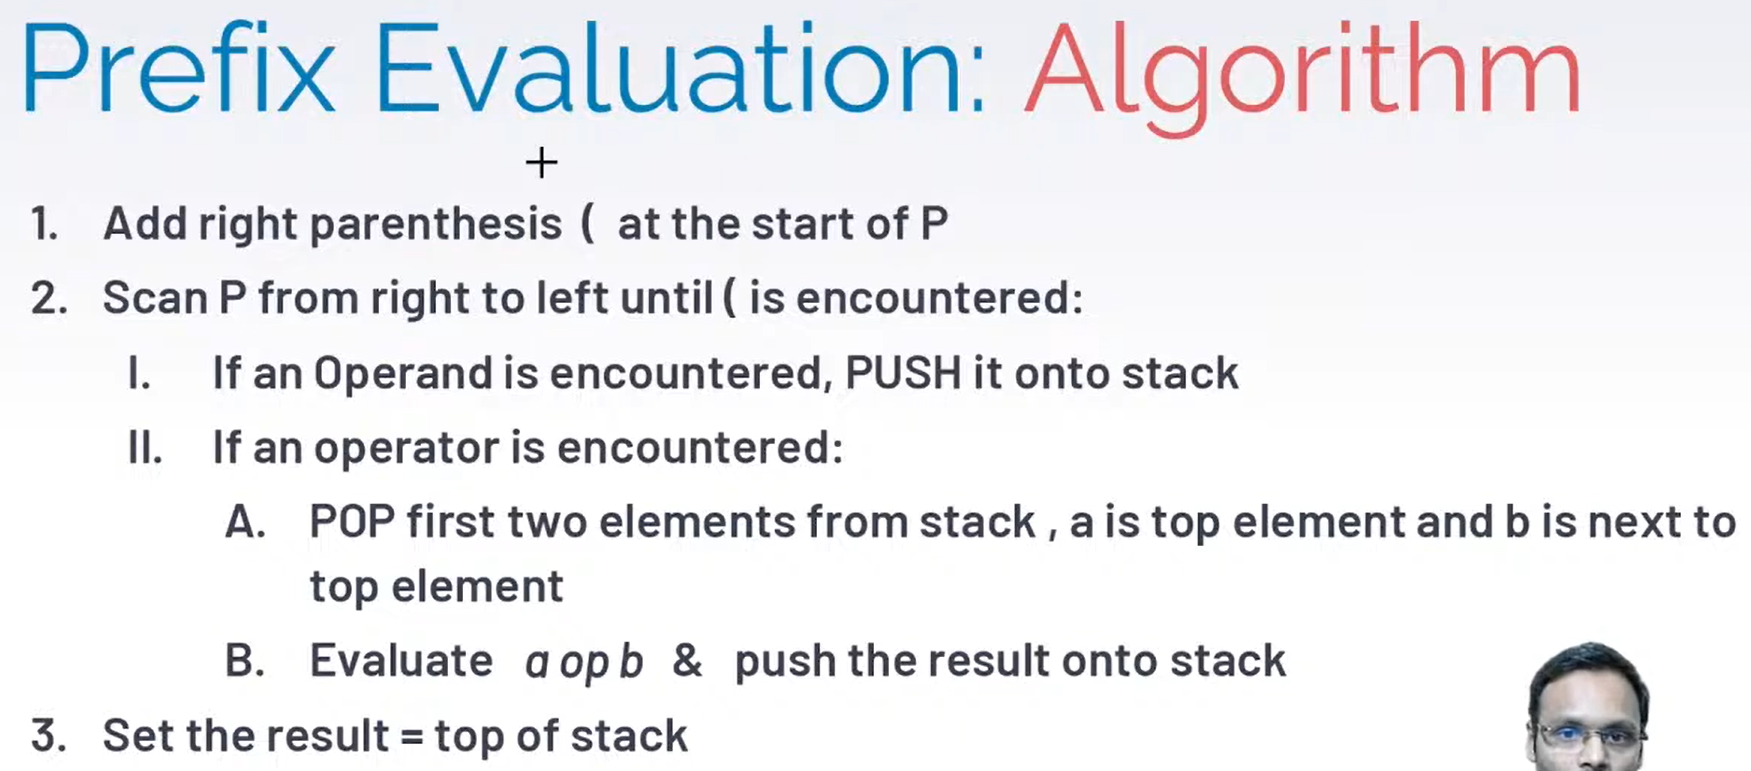 Prefix Evaluation: Algorithm
1. Add right parenthesis ( at the start of P
2. Scan P from right to left until ( is encountered:
I. If an Operand is encountered, PUSH it onto stack
II. If an operator is encountered:
A. POP first two elements from stack , a is top element and b is next to
top element
B. Evaluate a op b & push the result onto stack
3. Set the result = top of stack